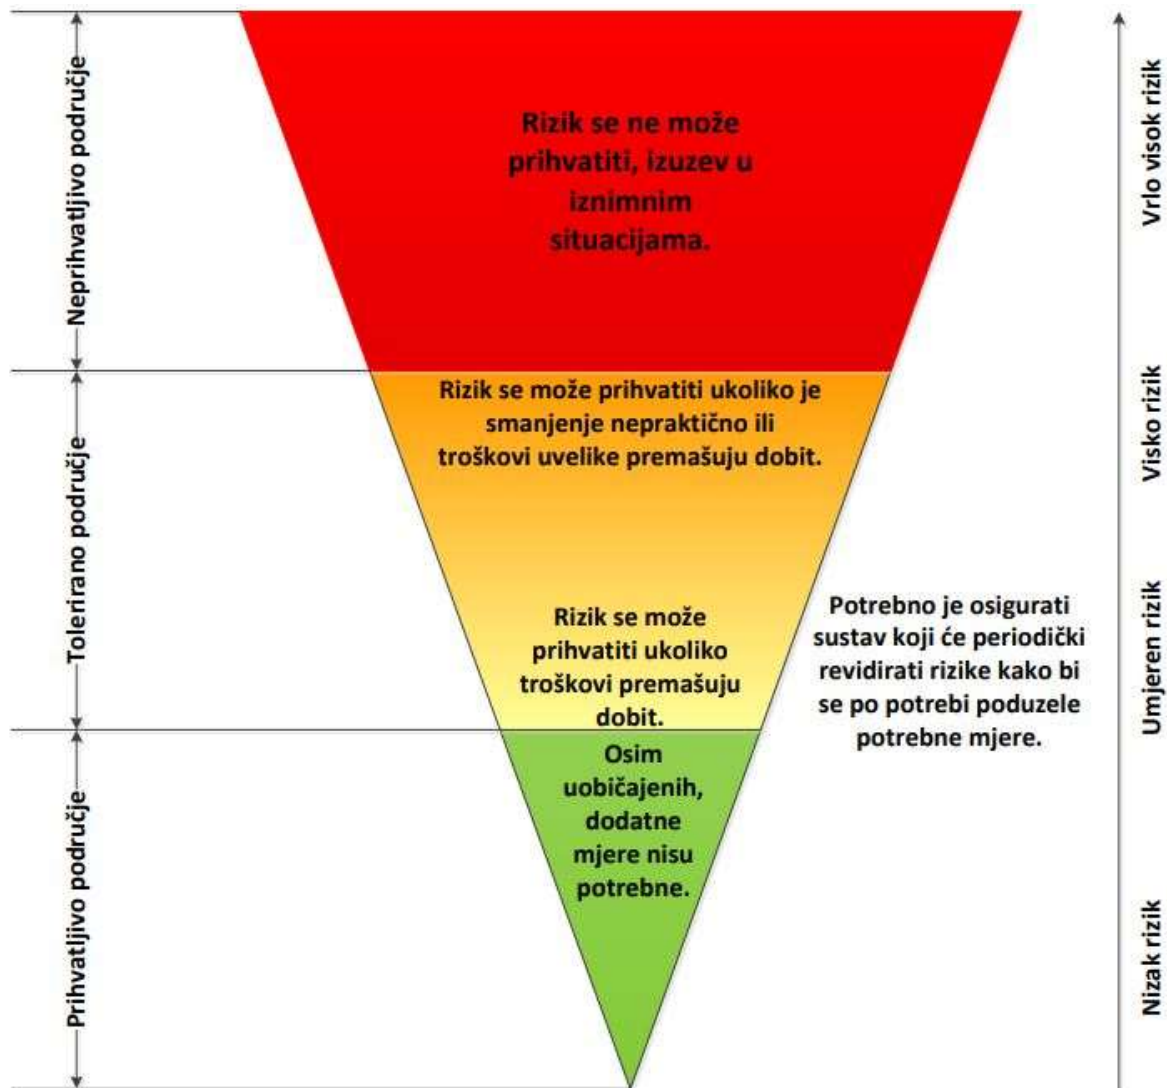 Neprihvatljivo područje
Rizik se ne može
prihvatiti, izuzev u
iznimnim
situacijama.
Vrlo visok rizik
Tolerirano područje
Rizik se može prihvatiti ukoliko je
smanjenje nepraktično ili
troškovi uvelike premašuju dobit.
Visko rizik
Rizik se može
prihvatiti ukoliko
troškovi premašuju
dobit.
Potrebno je osigurati
sustav koji će periodički
revidirati rizike kako bi
se po potrebi poduzele
potrebne mjere.
Umjeren rizik
Prihvatljivo područje
Osim
uobičajenih,
dodatne
mjere nisu
potrebne.
Nizak rizik